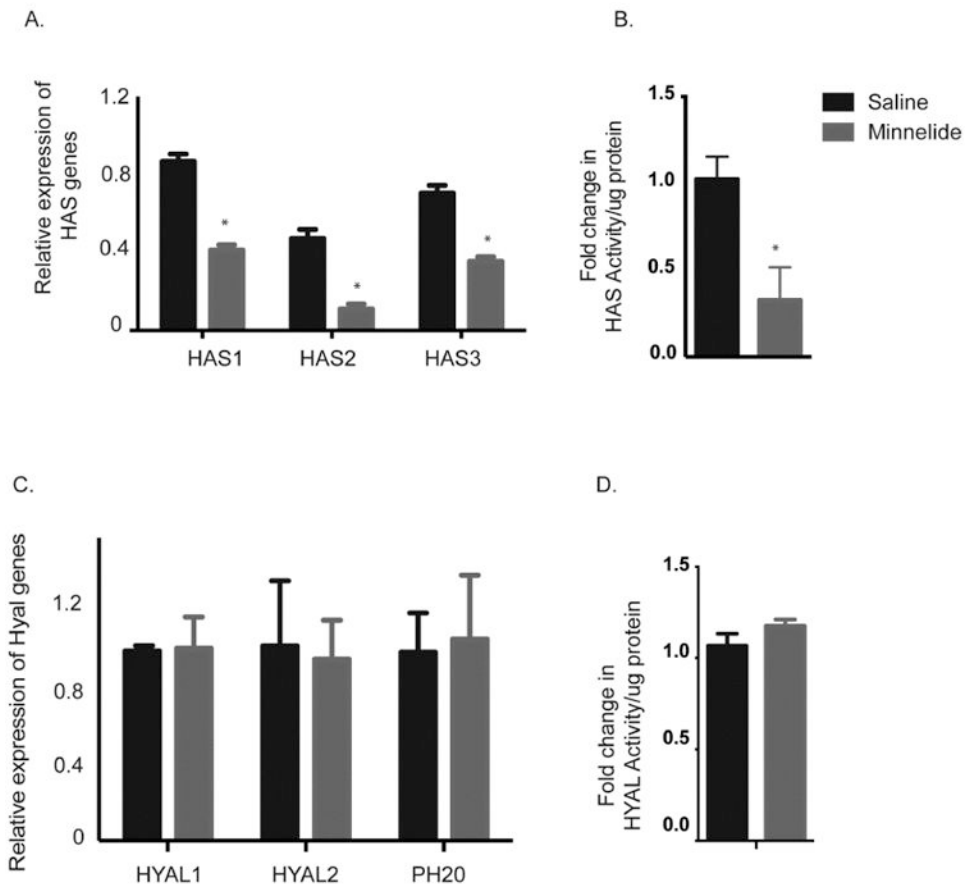 A.
Relative expression of
HAS genes
1.2
0.8
0.4
0
*
*
*
HAS1 HAS2 HAS3
B.
Fold change in
HAS Activity/ug protein
1.5
1.0
0.5
0.0
*
Saline
Minnelide
C.
Relative expression of Hyal genes
1.2
0.8
0.4
0
HYAL1 HYAL2 PH20
D.
Fold change in
HYAL Activity/ug protein
1.5
1.0
0.5
0.0